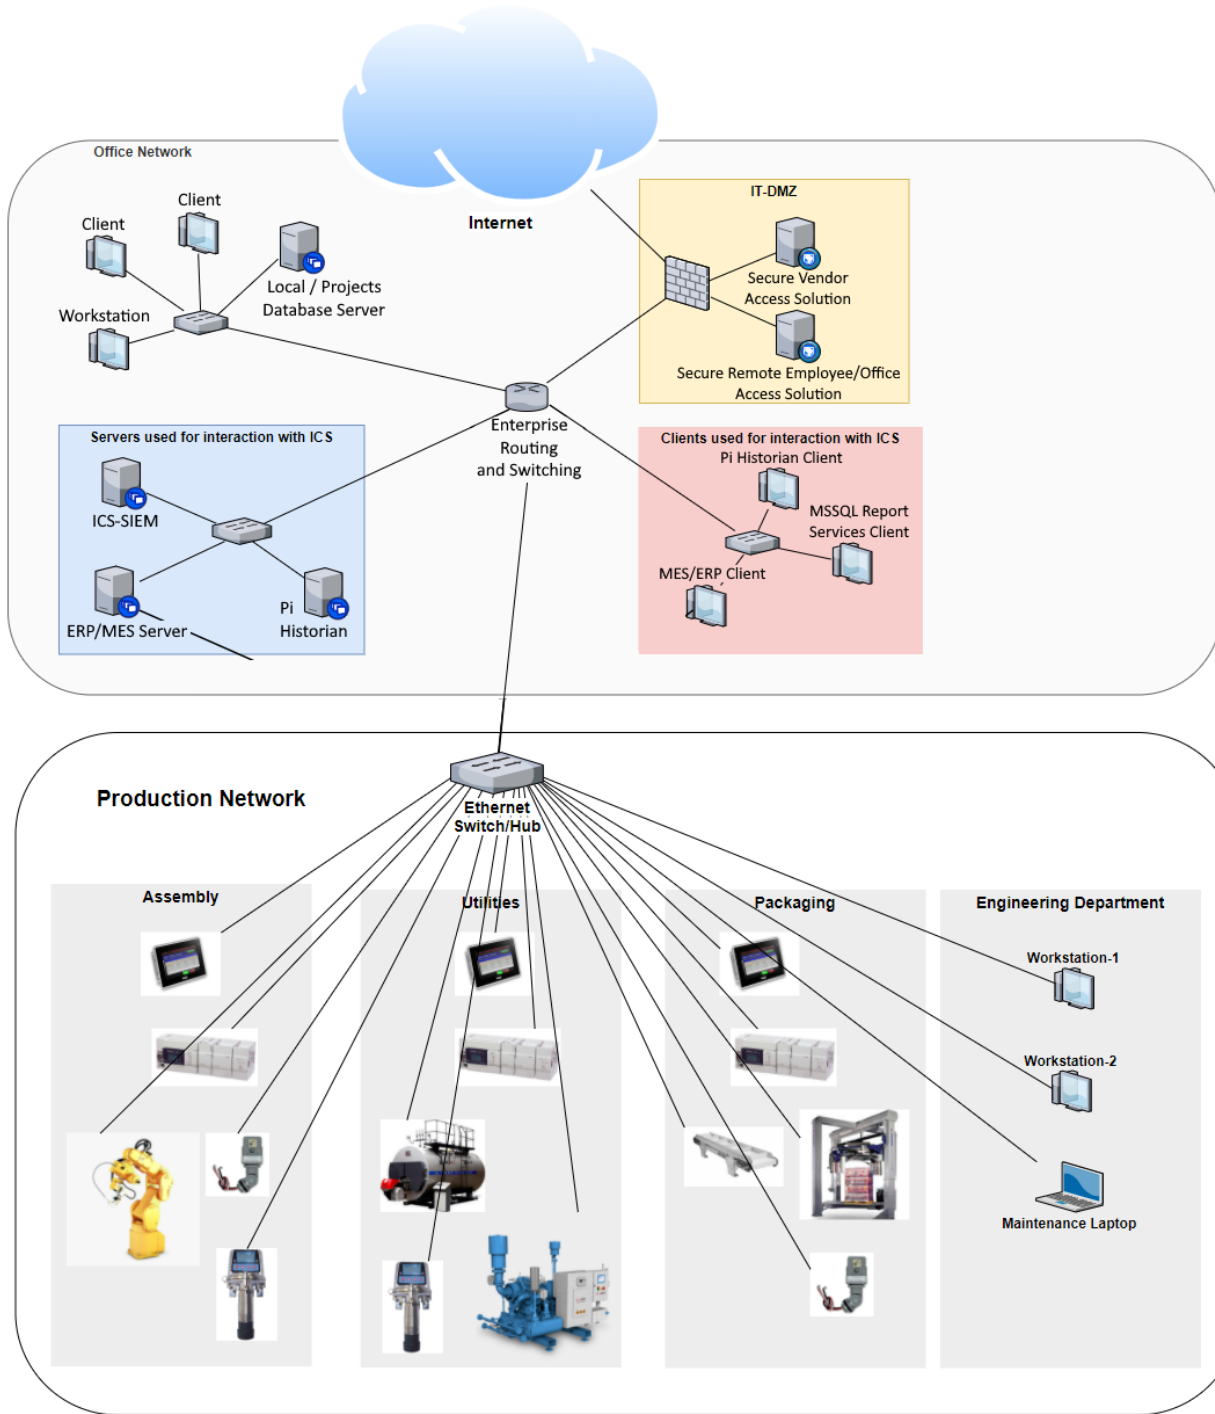 Office Network
Internet
Client
Client
Local / Projects
Database Server
Workstation
IT-DMZ
Secure Vendor
Access Solution
Secure Remote Employee/Office
Access Solution
Enterprise
Routing
and Switching
Servers used for interaction with ICS
ICS-SIEM
ERP/MES Server
Pi
Historian
Clients used for interaction with ICS
Pi Historian Client
MSSQL Report
Services Client
MES/ERP Client
Production Network
Ethernet
Switch/Hub
Assembly
Utilities
Packaging
Engineering Department
Workstation-1
Workstation-2
Maintenance Laptop